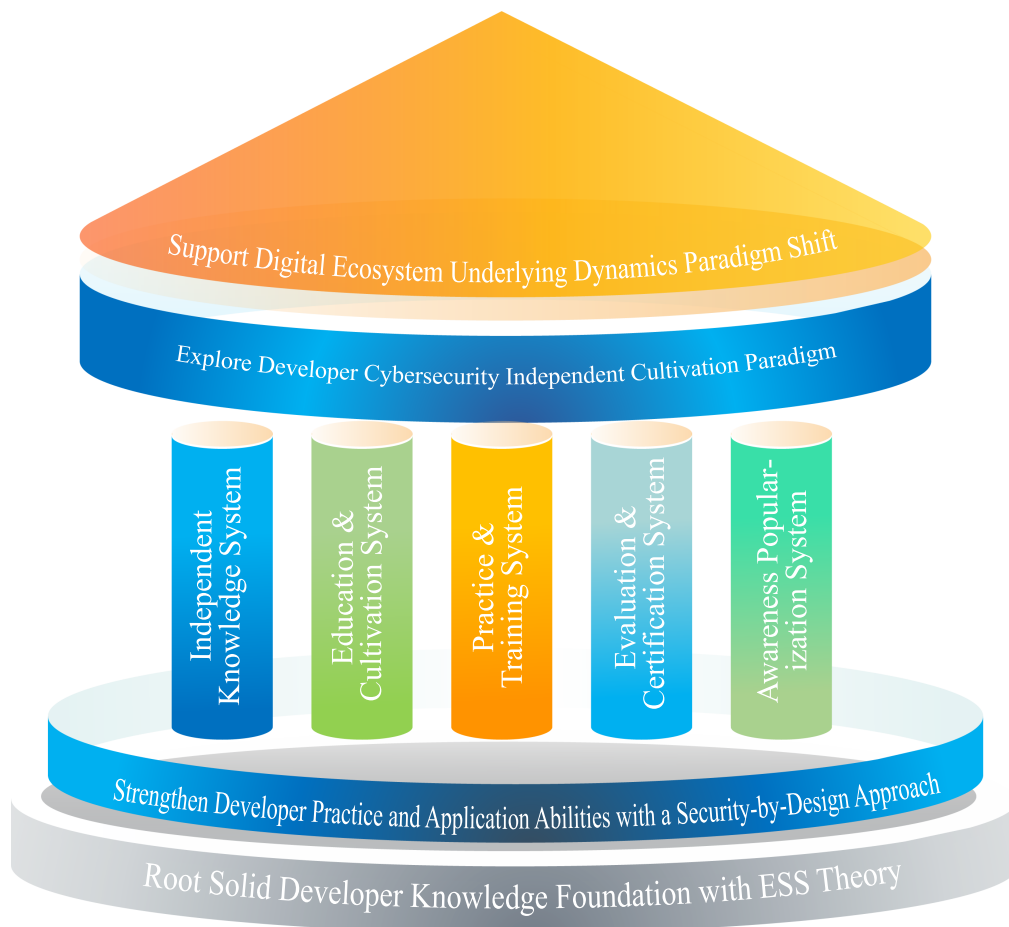 Support Digital Ecosystem Underlying Dynamics Paradigm Shift
Explore Developer Cybersecurity Independent Cultivation Paradigm
Independent
Knowledge System
Education &
Cultivation System
Practice &
Training System
Evaluation &
Certification System
Awareness Popular-
ization System
Strengthen Developer Practice and Application Abilities with a Security-by-Design Approach
Root Solid Developer Knowledge Foundation with ESS Theory